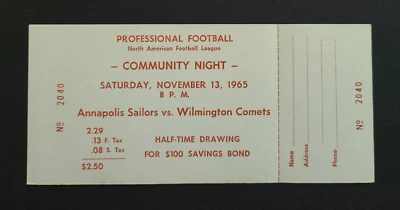 PROFESSIONAL FOOTBALL
North American Football League
– COMMUNITY NIGHT –
SATURDAY, NOVEMBER 13, 1965
8 P. M.
Annapolis Sailors vs. Wilmington Comets
2.29
.13 F. Tax
.08 S. Tax
$2.50
HALF-TIME DRAWING
FOR $100 SAVINGS BOND
No 2040
Name
Address
Phone
No 2040